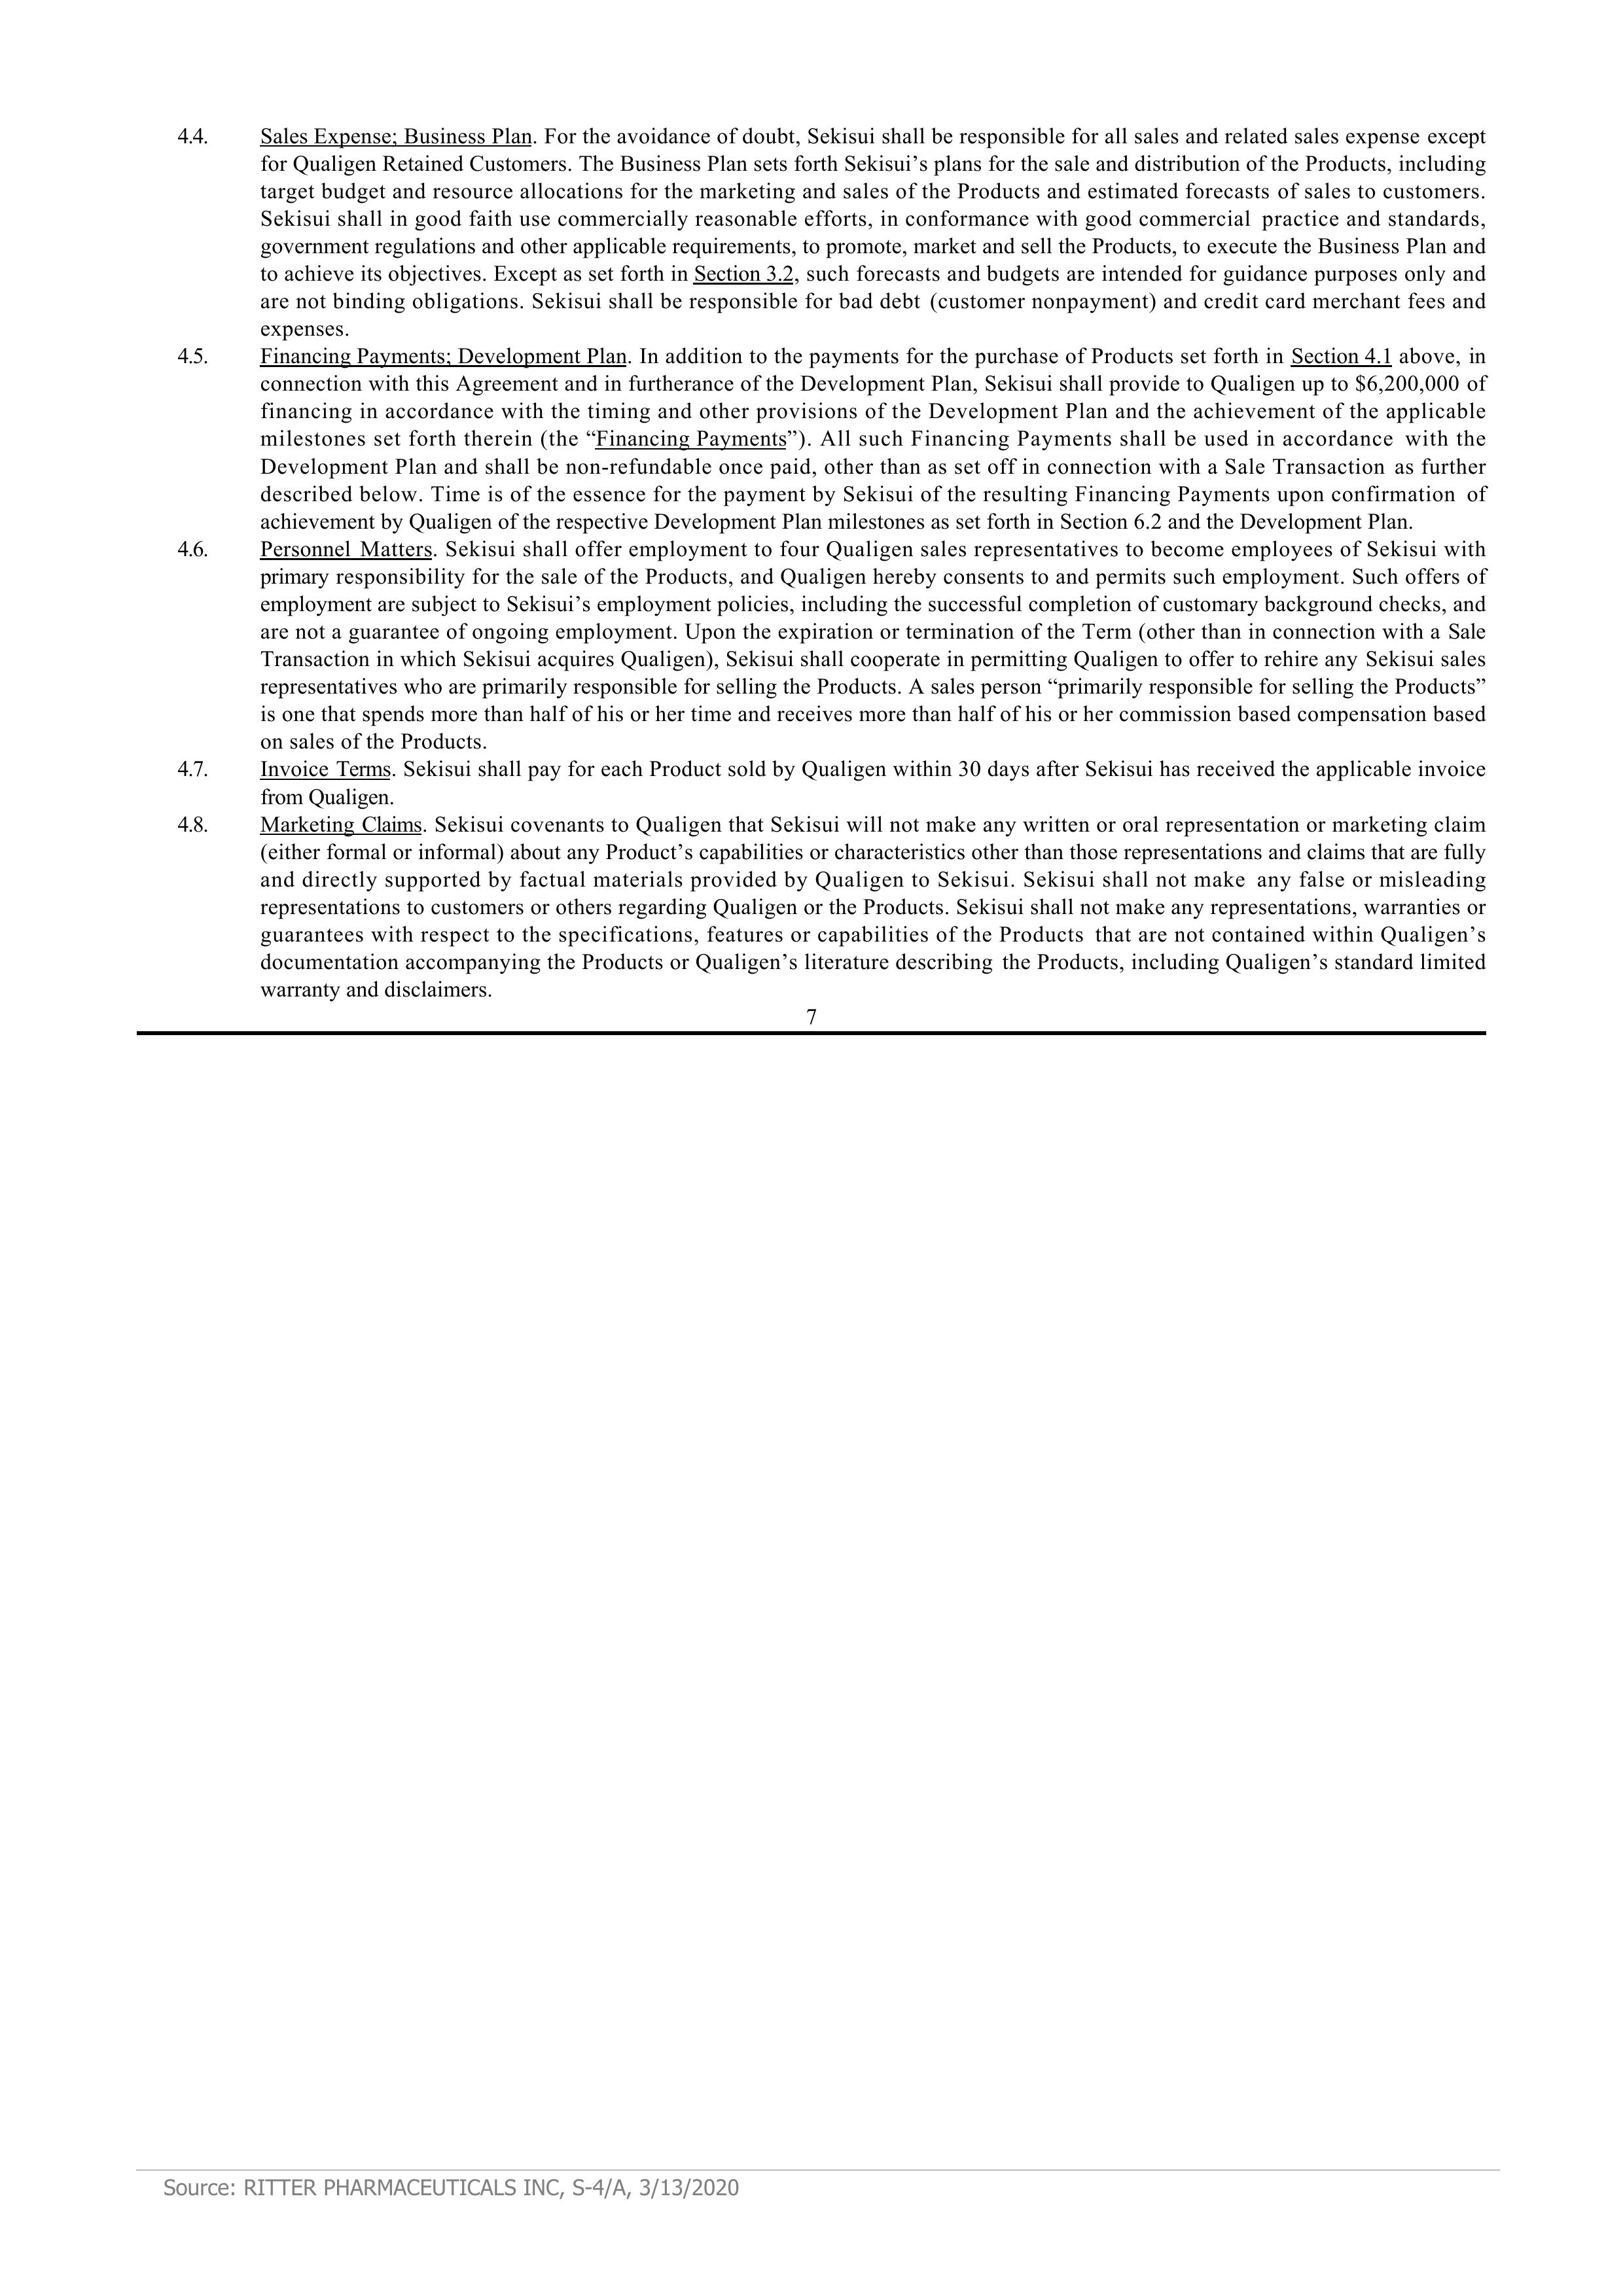 4.4. Sales Expense; Business Plan. For the avoidance of doubt, Sekisui shall be responsible for all sales and related sales expense except
for Qualigen Retained Customers. The Business Plan sets forth Sekisui’s plans for the sale and distribution of the Products, including
target budget and resource allocations for the marketing and sales of the Products and estimated forecasts of sales to customers.
Sekisui shall in good faith use commercially reasonable efforts, in conformance with good commercial practice and standards,
government regulations and other applicable requirements, to promote, market and sell the Products, to execute the Business Plan and
to achieve its objectives. Except as set forth in Section 3.2, such forecasts and budgets are intended for guidance purposes only and
are not binding obligations. Sekisui shall be responsible for bad debt (customer nonpayment) and credit card merchant fees and
expenses.
4.5. Financing Payments; Development Plan. In addition to the payments for the purchase of Products set forth in Section 4.1 above, in
connection with this Agreement and in furtherance of the Development Plan, Sekisui shall provide to Qualigen up to $6,200,000 of
financing in accordance with the timing and other provisions of the Development Plan and the achievement of the applicable
milestones set forth therein (the “Financing Payments”). All such Financing Payments shall be used in accordance with the
Development Plan and shall be non-refundable once paid, other than as set off in connection with a Sale Transaction as further
described below. Time is of the essence for the payment by Sekisui of the resulting Financing Payments upon confirmation of
achievement by Qualigen of the respective Development Plan milestones as set forth in Section 6.2 and the Development Plan.
4.6. Personnel Matters. Sekisui shall offer employment to four Qualigen sales representatives to become employees of Sekisui with
primary responsibility for the sale of the Products, and Qualigen hereby consents to and permits such employment. Such offers of
employment are subject to Sekisui’s employment policies, including the successful completion of customary background checks, and
are not a guarantee of ongoing employment. Upon the expiration or termination of the Term (other than in connection with a Sale
Transaction in which Sekisui acquires Qualigen), Sekisui shall cooperate in permitting Qualigen to offer to rehire any Sekisui sales
representatives who are primarily responsible for selling the Products. A sales person “primarily responsible for selling the Products”
is one that spends more than half of his or her time and receives more than half of his or her commission based compensation based
on sales of the Products.
4.7. Invoice Terms. Sekisui shall pay for each Product sold by Qualigen within 30 days after Sekisui has received the applicable invoice
from Qualigen.
4.8. Marketing Claims. Sekisui covenants to Qualigen that Sekisui will not make any written or oral representation or marketing claim
(either formal or informal) about any Product’s capabilities or characteristics other than those representations and claims that are fully
and directly supported by factual materials provided by Qualigen to Sekisui. Sekisui shall not make any false or misleading
representations to customers or others regarding Qualigen or the Products. Sekisui shall not make any representations, warranties or
guarantees with respect to the specifications, features or capabilities of the Products that are not contained within Qualigen’s
documentation accompanying the Products or Qualigen’s literature describing the Products, including Qualigen’s standard limited
warranty and disclaimers.
7
Source: RITTER PHARMACEUTICALS INC, S-4/A, 3/13/2020